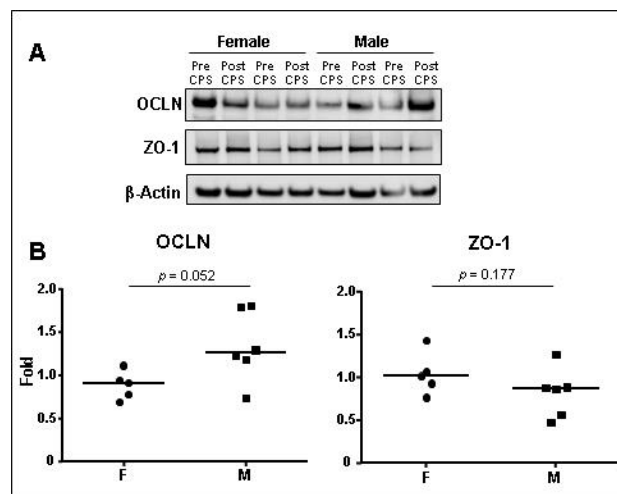 A
Female Male
Pre Post Pre Post Pre Post Pre Post
CPS CPS CPS CPS CPS CPS CPS CPS
OCLN
ZO-1
β-Actin
B
OCLN
p = 0.052
2.0
1.5
1.0
0.5
0
Fold
F M
ZO-1
p = 0.177
2.0
1.5
1.0
0.5
0
F M